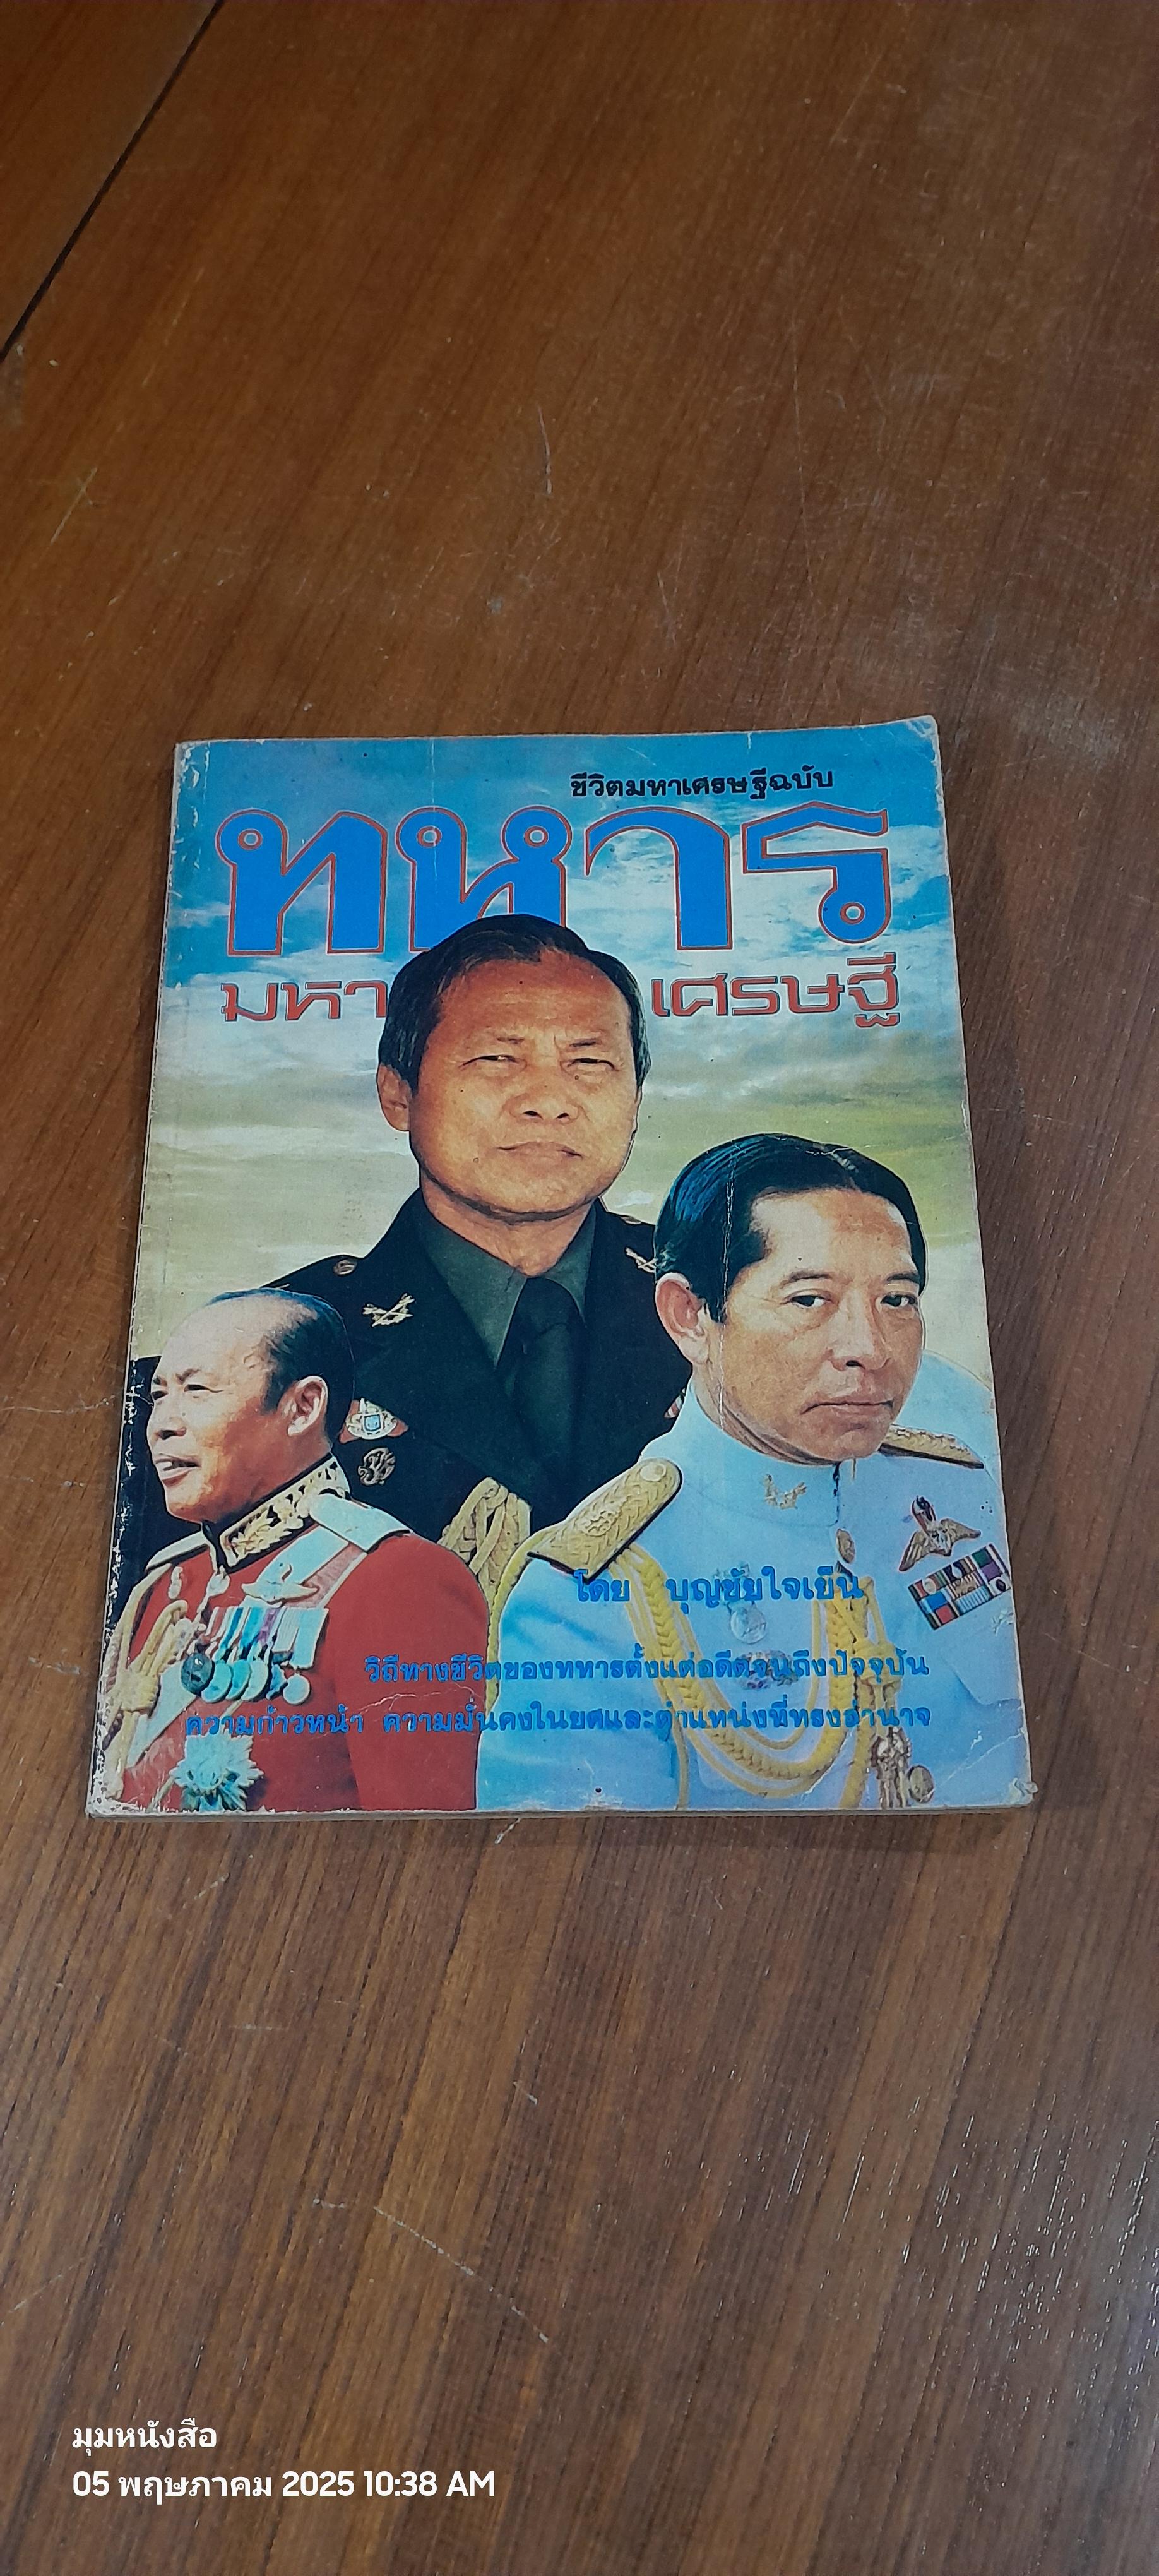 ชีวิตมหาเศรษฐีฉบับ
ทหาร
มหาเศรษฐี
โดย บุญชัยใจเย็น
วิถีทางชีวิตของทหารตั้งแต่อดีตจนถึงปัจจุบัน
ความก้าวหน้า ความมั่นคงในยศและตำแหน่งที่ทรงอำนาจ
มุมหนังสือ
05 พฤษภาคม 2025 10:38 AM